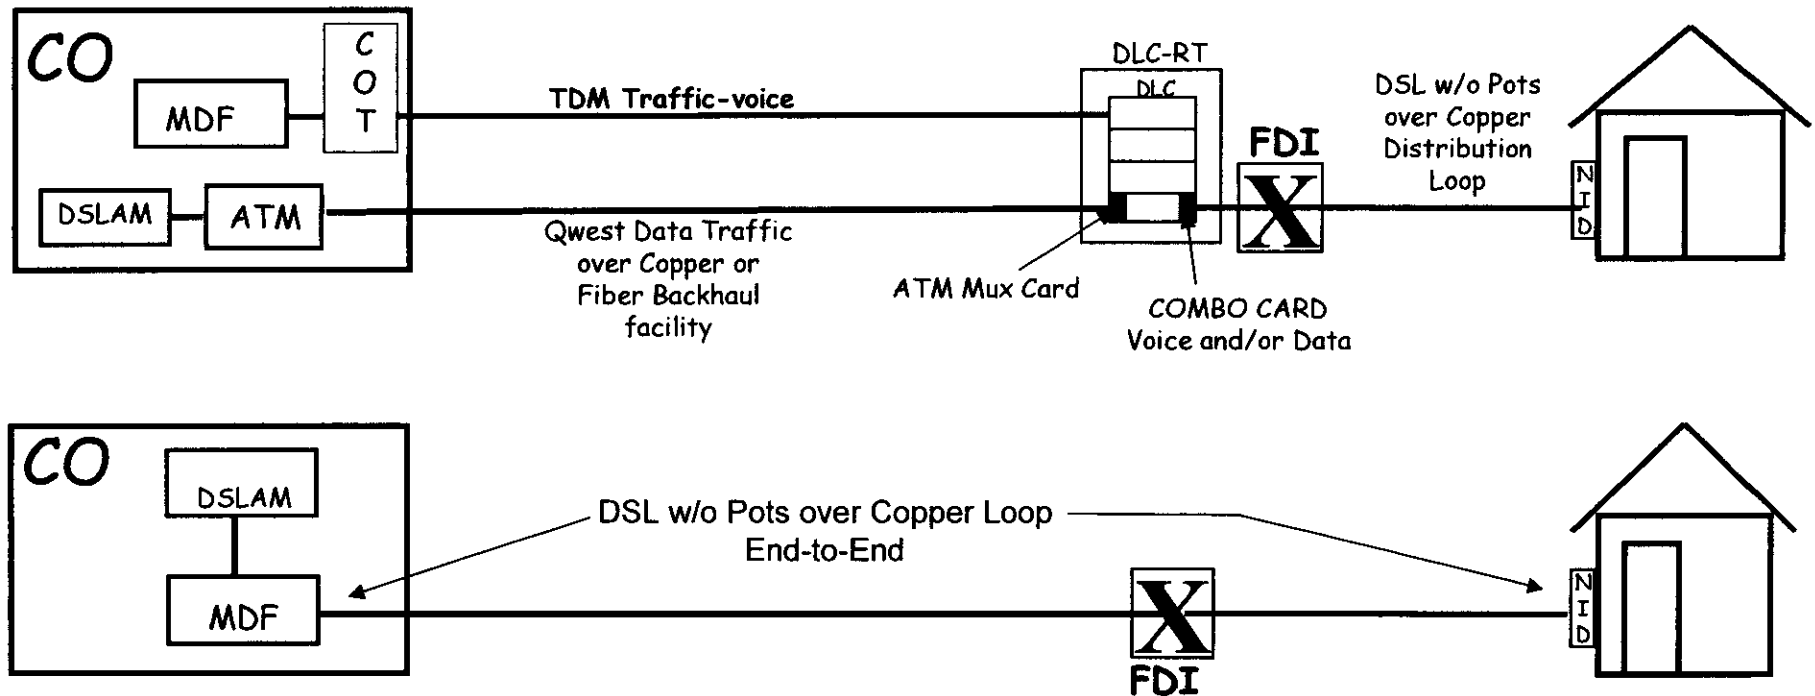 CO
C
O
T
MDF
DSLAM
ATM
TDM Traffic-voice
Qwest Data Traffic
over Copper or
Fiber Backhaul
facility
DLC-RT
DLC
ATM Mux Card
COMBO CARD
Voice and/or Data
FDI
X
DSL w/o Pots
over Copper
Distribution
Loop
N
I
D
CO
DSLAM
MDF
DSL w/o Pots over Copper Loop
End-to-End
X
FDI
N
I
D